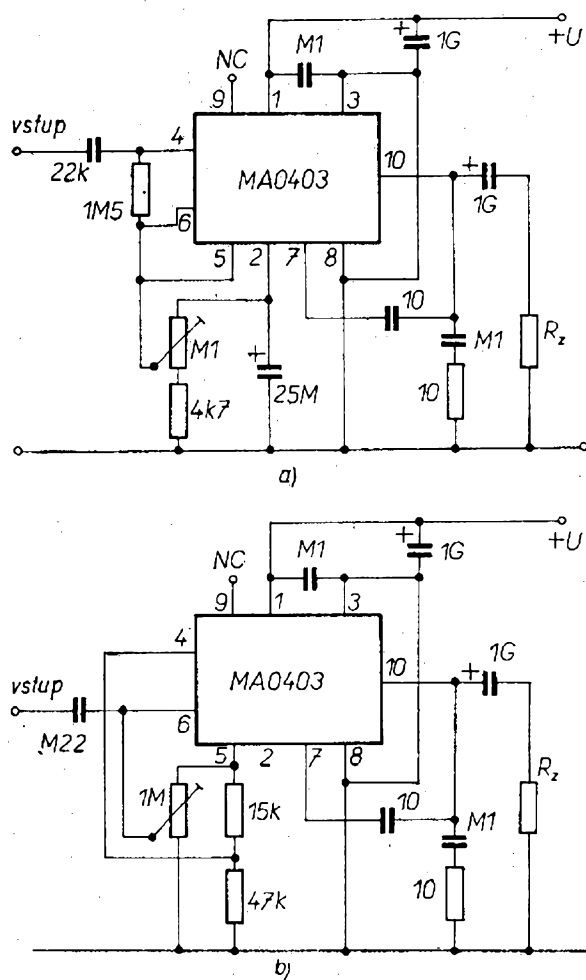 M1
1G
+
+U
NC
9
1
3
vstup
4
10
22k
MA0403
+
1G
1M5
6
5
2
7
8
10
M1
+
M1
Rz
4k7
25M
10
a)
M1
+
1G
+U
NC
9
1
3
4
10
1G
+
vstup
MA0403
6
M22
5
2
7
8
1M
15k
10
M1
Rz
47k
10
b)